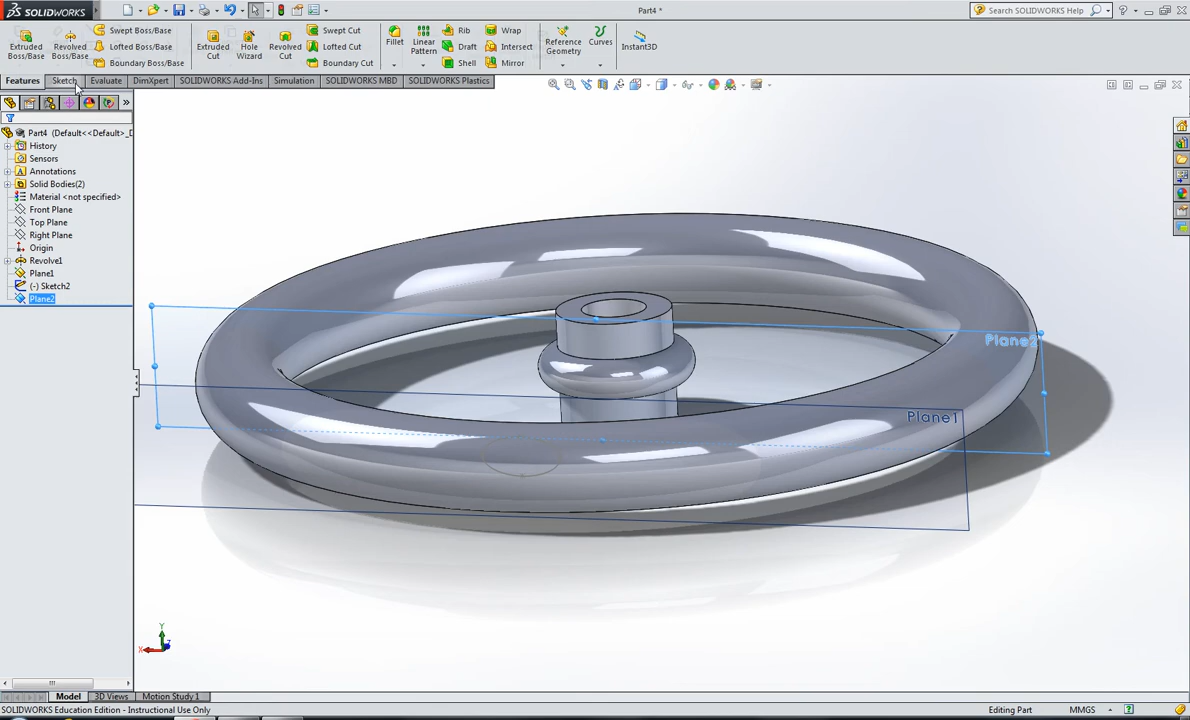 SOLIDWORKS
Part4 *
Search SOLIDWORKS Help
Extruded Boss/Base
Revolved Boss/Base
Swept Boss/Base
Lofted Boss/Base
Boundary Boss/Base
Extruded Cut
Hole Wizard
Revolved Cut
Swept Cut
Lofted Cut
Boundary Cut
Fillet
Linear Pattern
Rib
Draft
Shell
Wrap
Intersect
Mirror
Reference Geometry
Curves
Instant3D
Features
Sketch
Evaluate
DimXpert
SOLIDWORKS Add-Ins
Simulation
SOLIDWORKS MBD
SOLIDWORKS Plastics
Part4 (Default<<Default>_D
History
Sensors
Annotations
Solid Bodies(2)
Material <not specified>
Front Plane
Top Plane
Right Plane
Origin
Revolve1
Plane1
(-) Sketch2
Plane2
Plane2
Plane1
Y
X
Z
Model
3D Views
Motion Study 1
SOLIDWORKS Education Edition - Instructional Use Only
Editing Part
MMGS